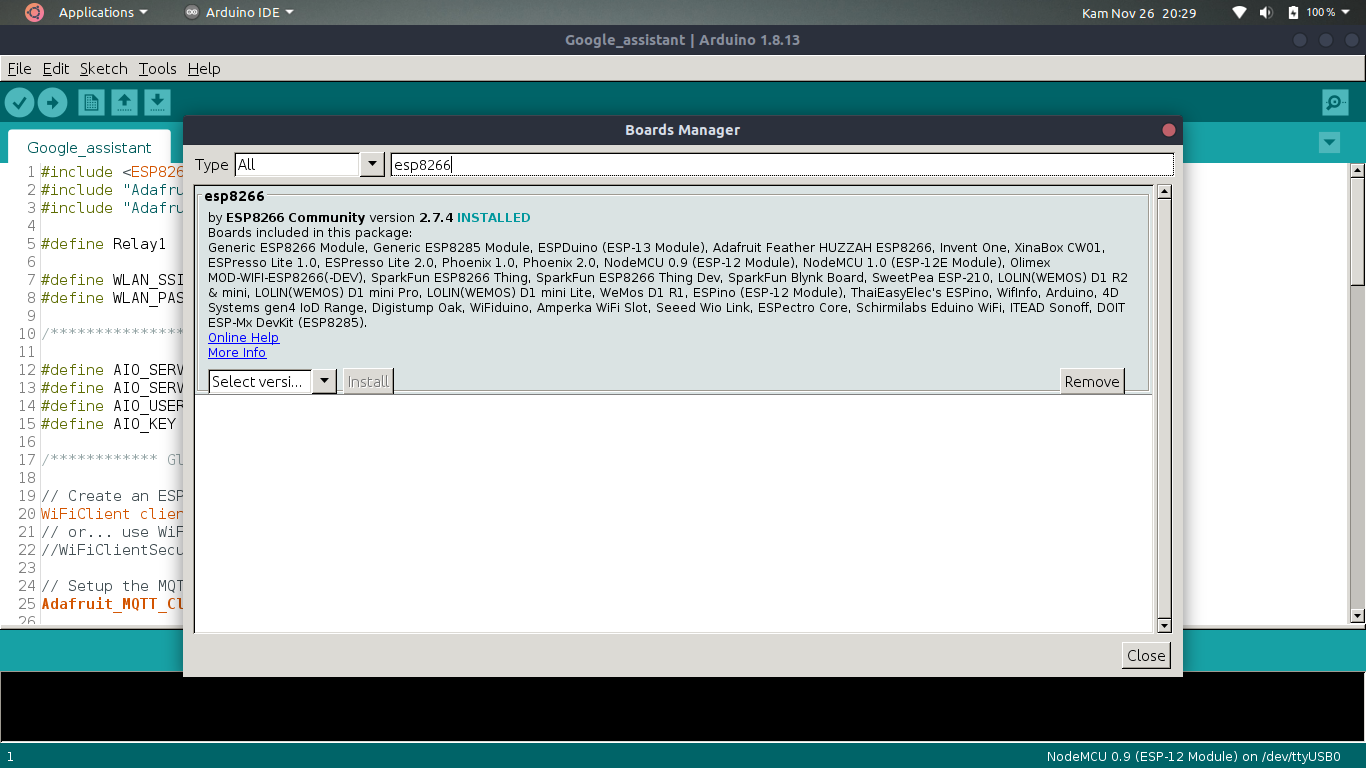 Applications
Arduino IDE
Kam Nov 26 20:29
100 %
Google_assistant | Arduino 1.8.13
File Edit Sketch Tools Help
Google_assistant
Boards Manager
Type All esp8266
esp8266
by ESP8266 Community version 2.7.4 INSTALLED
Boards included in this package:
Generic ESP8266 Module, Generic ESP8285 Module, ESPDuino (ESP-13 Module), Adafruit Feather HUZZAH ESP8266, Invent One, XinaBox CW01,
ESPresso Lite 1.0, ESPresso Lite 2.0, Phoenix 1.0, Phoenix 2.0, NodeMCU 0.9 (ESP-12 Module), NodeMCU 1.0 (ESP-12E Module), Olimex
MOD-WIFI-ESP8266(-DEV), SparkFun ESP8266 Thing, SparkFun ESP8266 Thing Dev, SparkFun Blynk Board, SweetPea ESP-210, LOLIN(WEMOS) D1 R2
& mini, LOLIN(WEMOS) D1 mini Pro, LOLIN(WEMOS) D1 mini Lite, WeMos D1 R1, ESPino (ESP-12 Module), ThaiEasyElec's ESPino, WifInfo, Arduino, 4D
Systems gen4 IoD Range, Digistump Oak, WiFiduino, Amperka WiFi Slot, Seeed Wio Link, ESPectro Core, Schirmilabs Eduino WiFi, ITEAD Sonoff, DOIT
ESP-Mx DevKit (ESP8285).
Online Help
More Info
Select versi... Install Remove
Close
1 #include <ESP826
2 #include "Adafru
3 #include "Adafru
4
5 #define Relay1
6
7 #define WLAN_SSI
8 #define WLAN_PAS
9
10 /****************
11
12 #define AIO_SERV
13 #define AIO_SERV
14 #define AIO_USER
15 #define AIO_KEY
16
17 /************ Gl
18
19 // Create an ESP
20 WiFiClient clien
21 // or... use WiF
22 //WiFiClientSecu
23
24 // Setup the MQT
25 Adafruit_MQTT_Cl
26
1
NodeMCU 0.9 (ESP-12 Module) on /dev/ttyUSB0